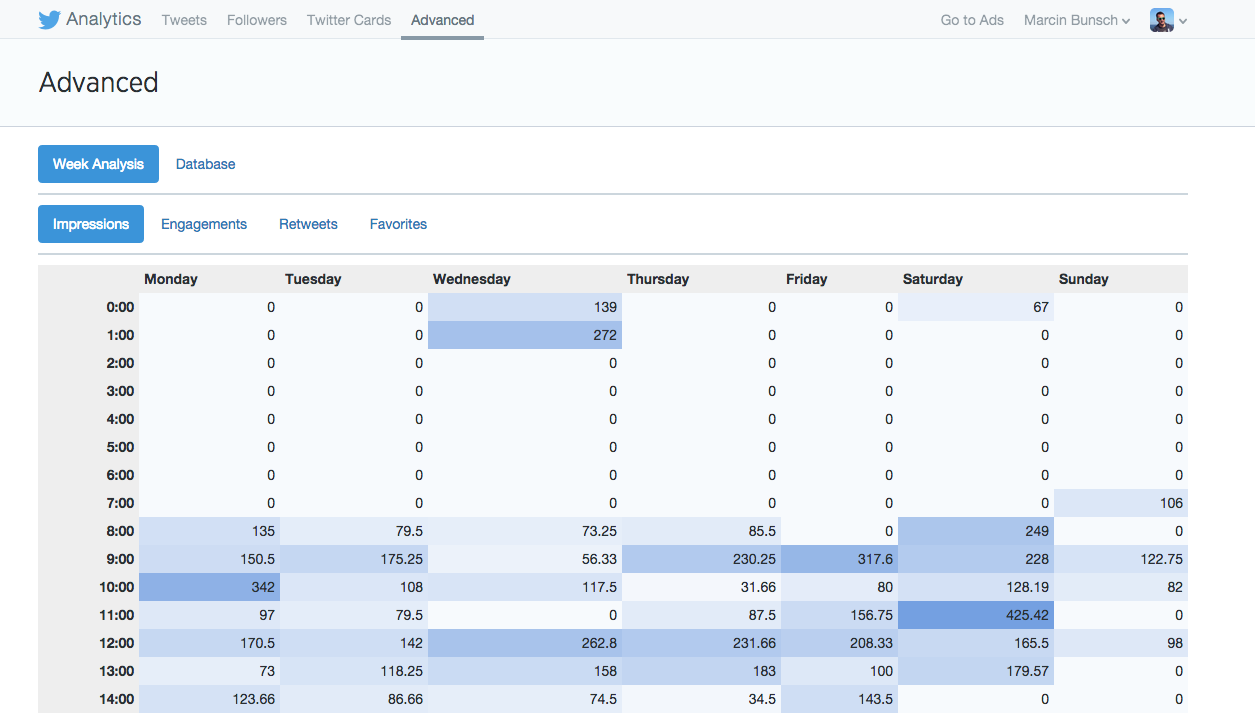 Analytics Tweets Followers Twitter Cards Advanced Go to Ads Marcin Bunsch
Advanced
Week Analysis Database
Impressions Engagements Retweets Favorites
Monday Tuesday Wednesday Thursday Friday Saturday Sunday
0:00 0 0 139 0 0 67 0
1:00 0 0 272 0 0 0 0
2:00 0 0 0 0 0 0 0
3:00 0 0 0 0 0 0 0
4:00 0 0 0 0 0 0 0
5:00 0 0 0 0 0 0 0
6:00 0 0 0 0 0 0 0
7:00 0 0 0 0 0 0 106
8:00 135 79.5 73.25 85.5 0 249 0
9:00 150.5 175.25 56.33 230.25 317.6 228 122.75
10:00 342 108 117.5 31.66 80 128.19 82
11:00 97 79.5 0 87.5 156.75 425.42 0
12:00 170.5 142 262.8 231.66 208.33 165.5 98
13:00 73 118.25 158 183 100 179.57 0
14:00 123.66 86.66 74.5 34.5 143.5 0 0